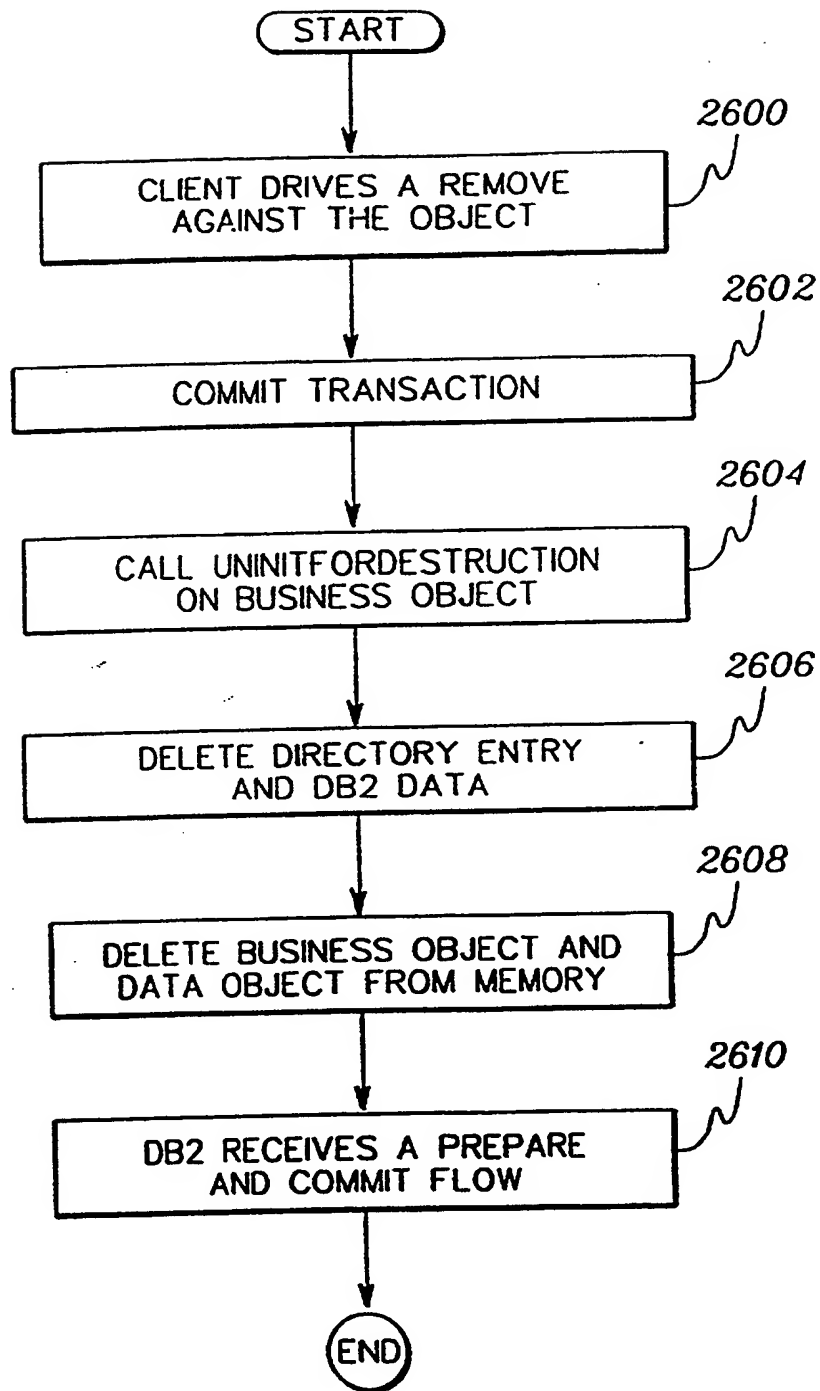 START
2600
CLIENT DRIVES A REMOVE
AGAINST THE OBJECT
2602
COMMIT TRANSACTION
2604
CALL UNINITFORDESTRUCTION
ON BUSINESS OBJECT
2606
DELETE DIRECTORY ENTRY
AND DB2 DATA
2608
DELETE BUSINESS OBJECT AND
DATA OBJECT FROM MEMORY
2610
DB2 RECEIVES A PREPARE
AND COMMIT FLOW
END